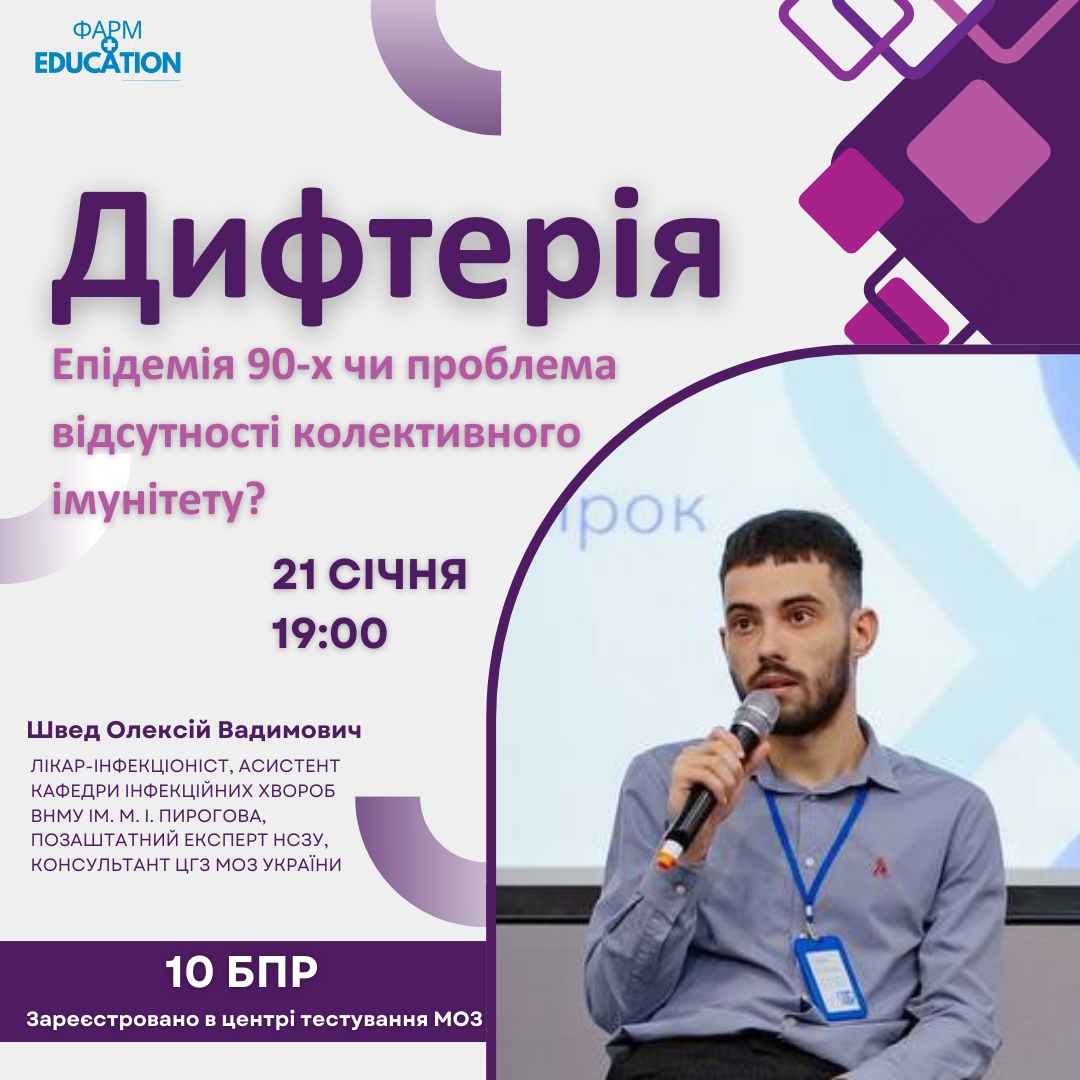 ФАРМ
EDUCATION
Дифтерія
Епідемія 90-х чи проблема
відсутності колективного
імунітету?
21 СІЧНЯ
19:00
Швед Олексій Вадимович
ЛІКАР-ІНФЕКЦІОНІСТ, АСИСТЕНТ
КАФЕДРИ ІНФЕКЦІЙНИХ ХВОРОБ
ВНМУ ІМ. М. І. ПИРОГОВА,
ПОЗАШТАТНИЙ ЕКСПЕРТ НСЗУ,
КОНСУЛЬТАНТ ЦГЗ МОЗ УКРАЇНИ
10 БПР
Зареєстровано в центрі тестування МОЗ